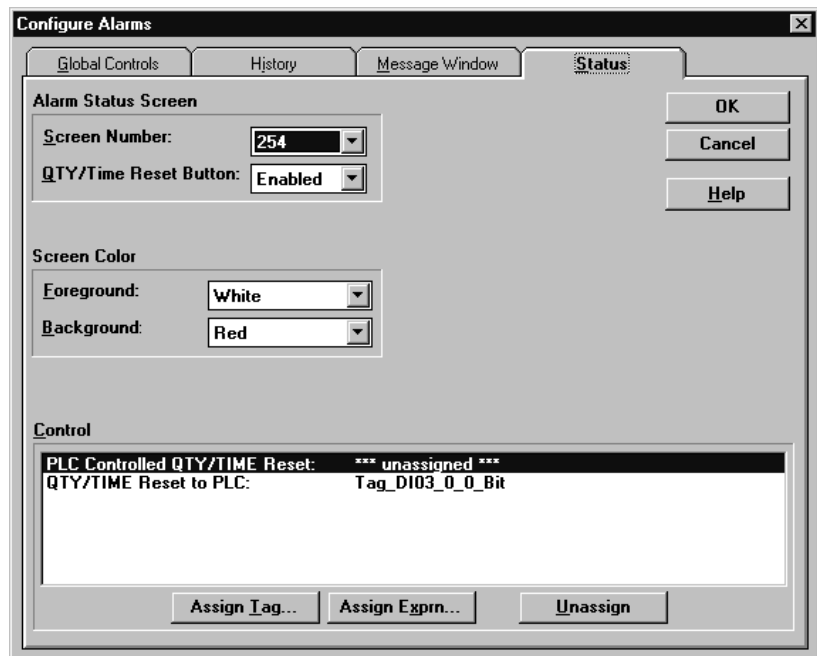 Configure Alarms
Global Controls History Message Window Status
Alarm Status Screen
Screen Number: 254
QTY/Time Reset Button: Enabled
OK
Cancel
Help
Screen Color
Foreground: White
Background: Red
Control
PLC Controlled QTY/TIME Reset: *** unassigned ***
QTY/TIME Reset to PLC: Tag_DI03_0_0_Bit
Assign Tag... Assign Exprn... Unassign